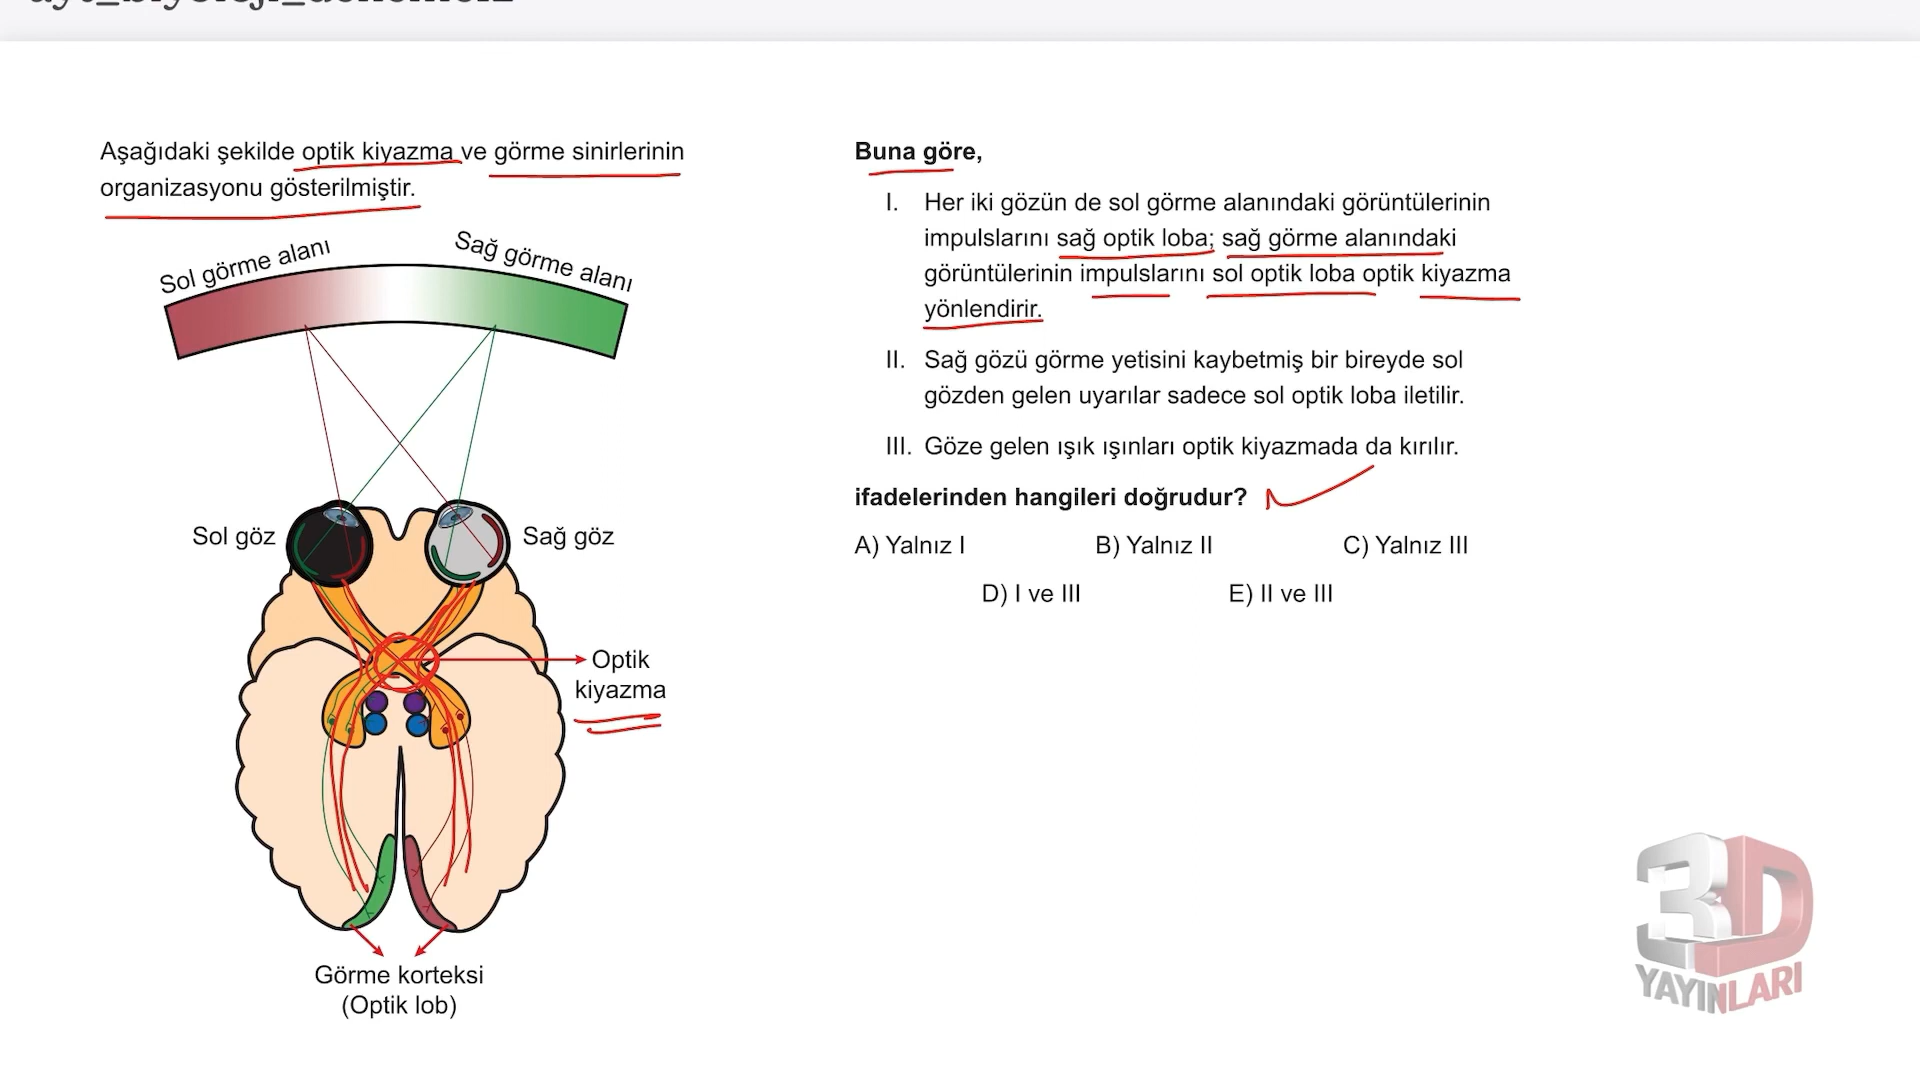 Aşağıdaki şekilde optik kiyazma ve görme sinirlerinin
organizasyonu gösterilmiştir.
Sol görme alanı
Sağ görme alanı
Sol göz
Sağ göz
Optik
kiyazma
Görme korteksi
(Optik lob)
Buna göre,
I. Her iki gözün de sol görme alanındaki görüntülerinin
impulslarını sağ optik loba; sağ görme alanındaki
görüntülerinin impulslarını sol optik loba optik kiyazma
yönlendirir.
II. Sağ gözü görme yetisini kaybetmiş bir bireyde sol
gözden gelen uyarılar sadece sol optik loba iletilir.
III. Göze gelen ışık ışınları optik kiyazmada da kırılır.
ifadelerinden hangileri doğrudur?
A) Yalnız I B) Yalnız II C) Yalnız III
D) I ve III E) II ve III
3D
YAYINLARI